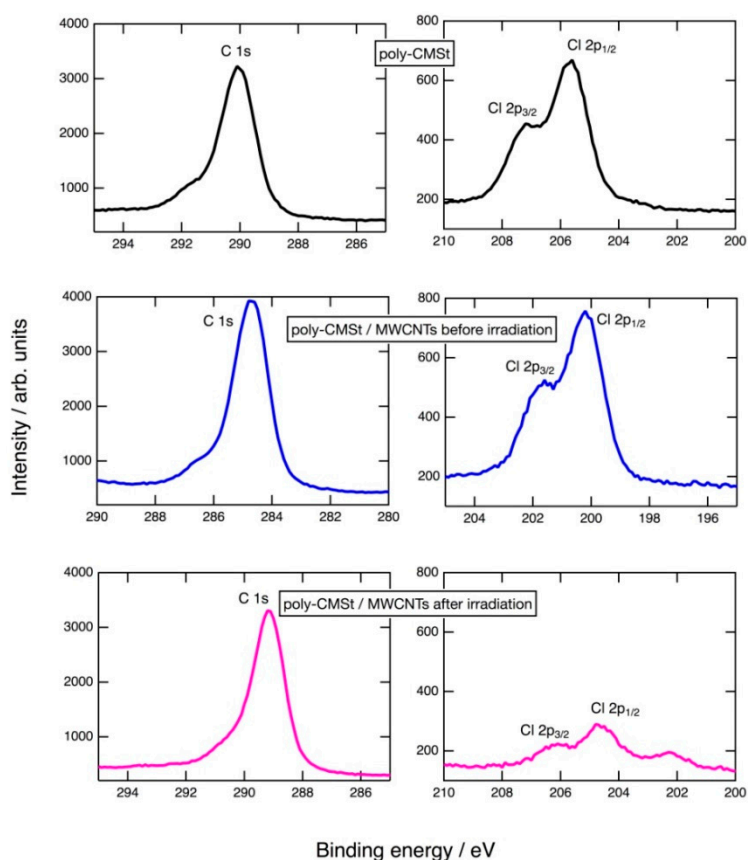 poly-CMSt
C 1s
4000
3000
2000
1000
294 292 290 288 286
Cl 2p1/2
Cl 2p3/2
800
600
400
200
210 208 206 204 202 200
poly-CMSt / MWCNTs before irradiation
C 1s
4000
3000
2000
1000
290 288 286 284 282 280
Cl 2p1/2
Cl 2p3/2
800
600
400
200
204 202 200 198 196
Intensity / arb. units
poly-CMSt / MWCNTs after irradiation
C 1s
4000
3000
2000
1000
294 292 290 288 286
Cl 2p3/2
Cl 2p1/2
800
600
400
200
210 208 206 204 202 200
Binding energy / eV